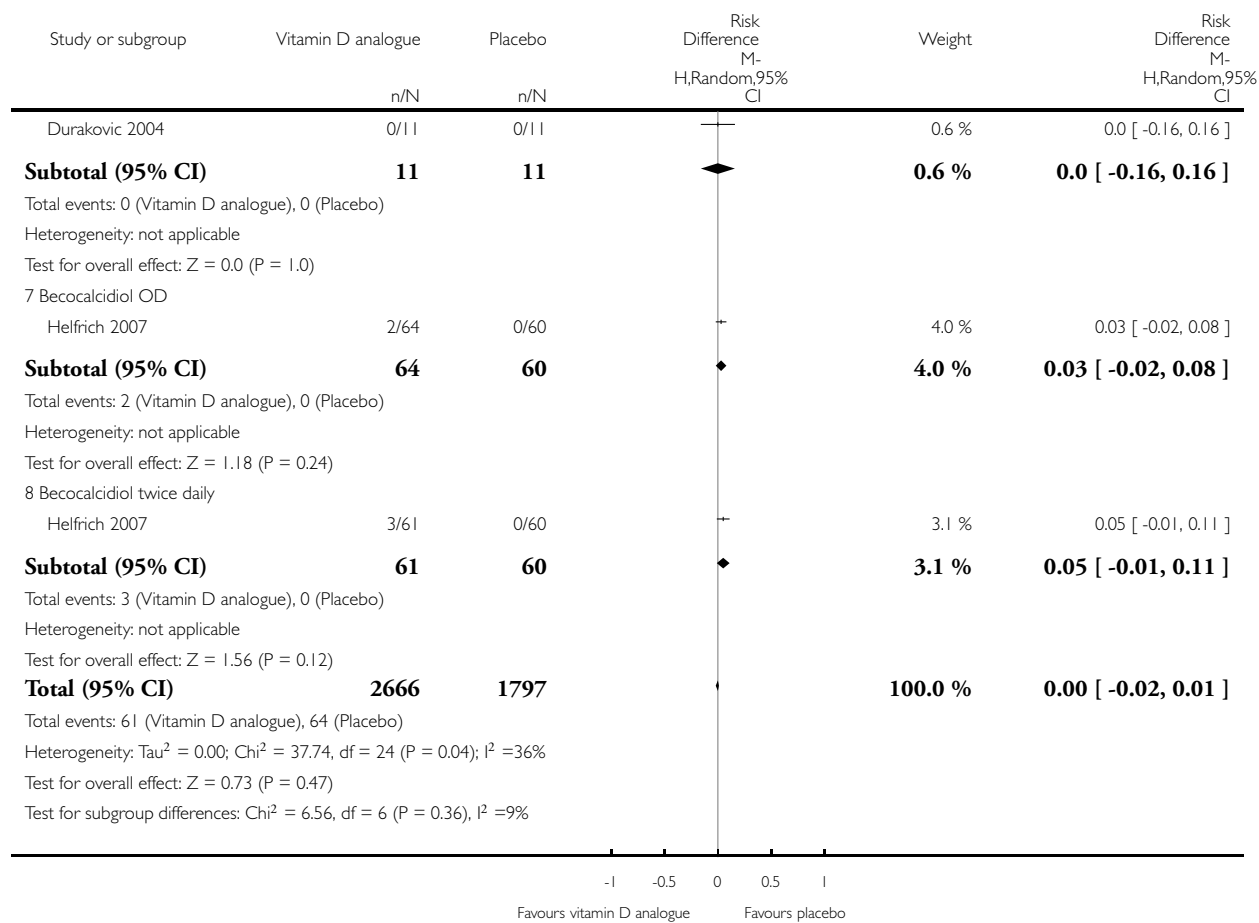 Study or subgroup Vitamin D analogue Placebo Risk Difference Weight Risk Difference
M-H,Random,95% CI M-H,Random,95% CI
n/N n/N
Durakovic 2004 0/11 0/11 0.6 % 0.0 [ -0.16, 0.16 ]
Subtotal (95% CI) 11 11 0.6 % 0.0 [ -0.16, 0.16 ]
Total events: 0 (Vitamin D analogue), 0 (Placebo)
Heterogeneity: not applicable
Test for overall effect: Z = 0.0 (P = 1.0)
7 Becocalcidiol OD
Helfrich 2007 2/64 0/60 4.0 % 0.03 [ -0.02, 0.08 ]
Subtotal (95% CI) 64 60 4.0 % 0.03 [ -0.02, 0.08 ]
Total events: 2 (Vitamin D analogue), 0 (Placebo)
Heterogeneity: not applicable
Test for overall effect: Z = 1.18 (P = 0.24)
8 Becocalcidiol twice daily
Helfrich 2007 3/61 0/60 3.1 % 0.05 [ -0.01, 0.11 ]
Subtotal (95% CI) 61 60 3.1 % 0.05 [ -0.01, 0.11 ]
Total events: 3 (Vitamin D analogue), 0 (Placebo)
Heterogeneity: not applicable
Test for overall effect: Z = 1.56 (P = 0.12)
Total (95% CI) 2666 1797 100.0 % 0.00 [ -0.02, 0.01 ]
Total events: 61 (Vitamin D analogue), 64 (Placebo)
Heterogeneity: Tau² = 0.00; Chi² = 37.74, df = 24 (P = 0.04); I² =36%
Test for overall effect: Z = 0.73 (P = 0.47)
Test for subgroup differences: Chi² = 6.56, df = 6 (P = 0.36), I² =9%
-1 -0.5 0 0.5 1
Favours vitamin D analogue Favours placebo